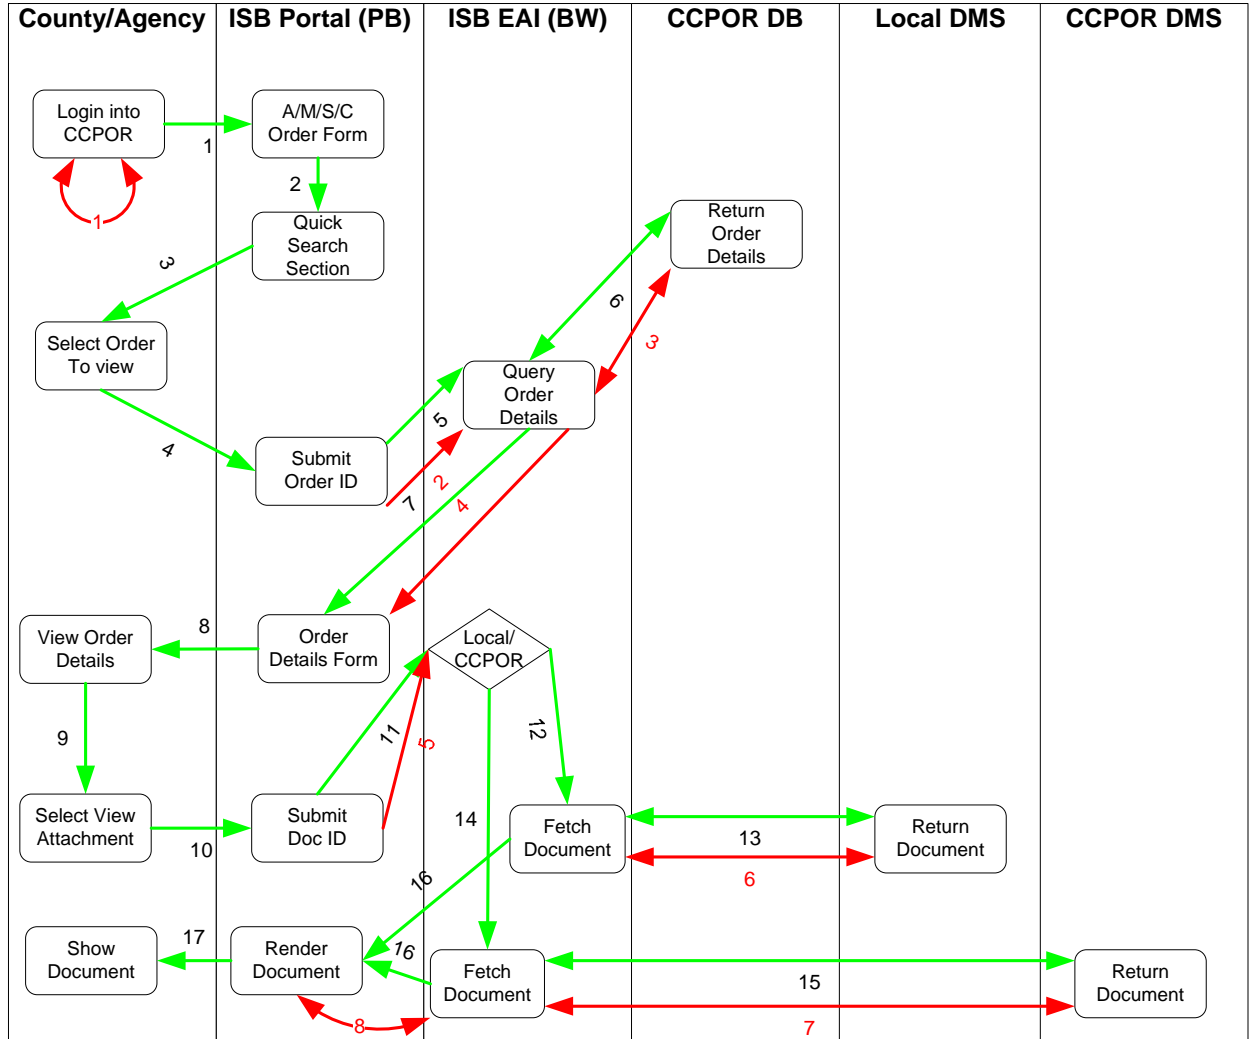 County/Agency
ISB Portal (PB)
ISB EAI (BW)
CCPOR DB
Local DMS
CCPOR DMS
Login into
CCPOR
1
A/M/S/C
Order Form
1
2
Quick
Search
Section
3
Return
Order
Details
6
3
Select Order
To view
4
Query
Order
Details
5
2
Submit
Order ID
7
4
View Order
Details
8
Order
Details Form
Local/
CCPOR
9
11
5
12
Select View
Attachment
10
Submit
Doc ID
14
Fetch
Document
13
6
Return
Document
16
Show
Document
17
Render
Document
16
8
Fetch
Document
15
7
Return
Document